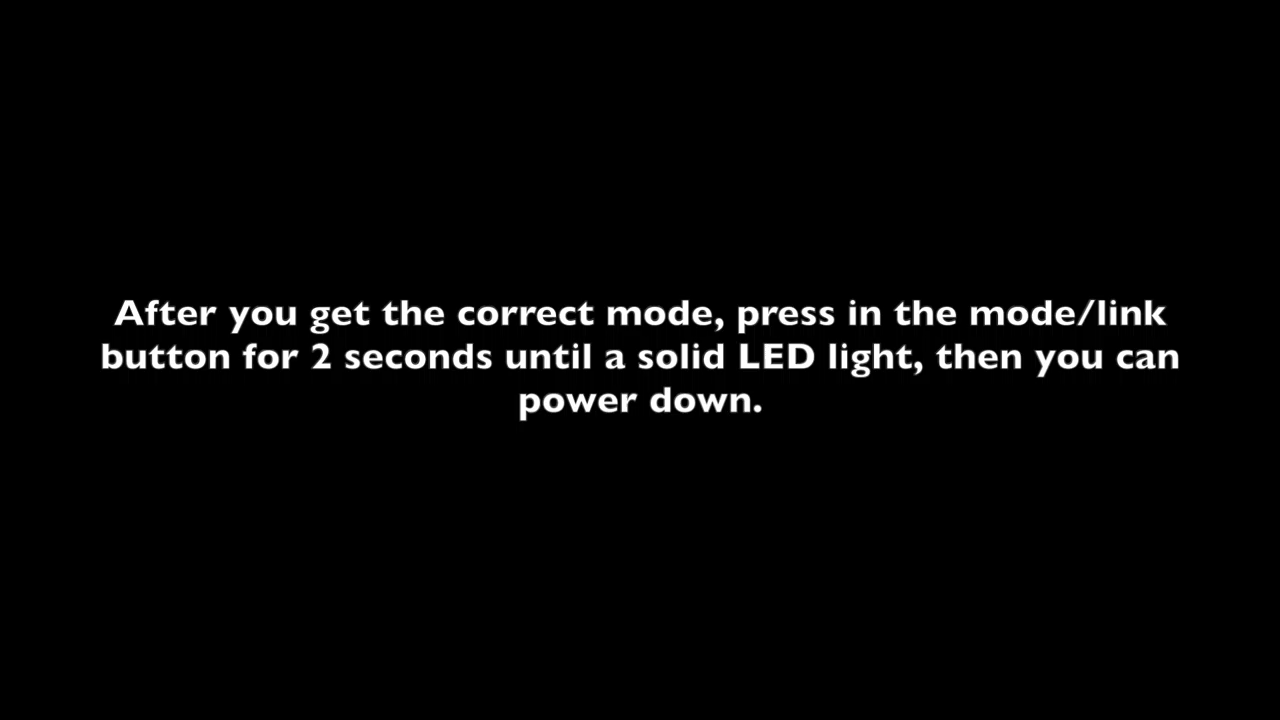 After you get the correct mode, press in the mode/link
button for 2 seconds until a solid LED light, then you can
power down.